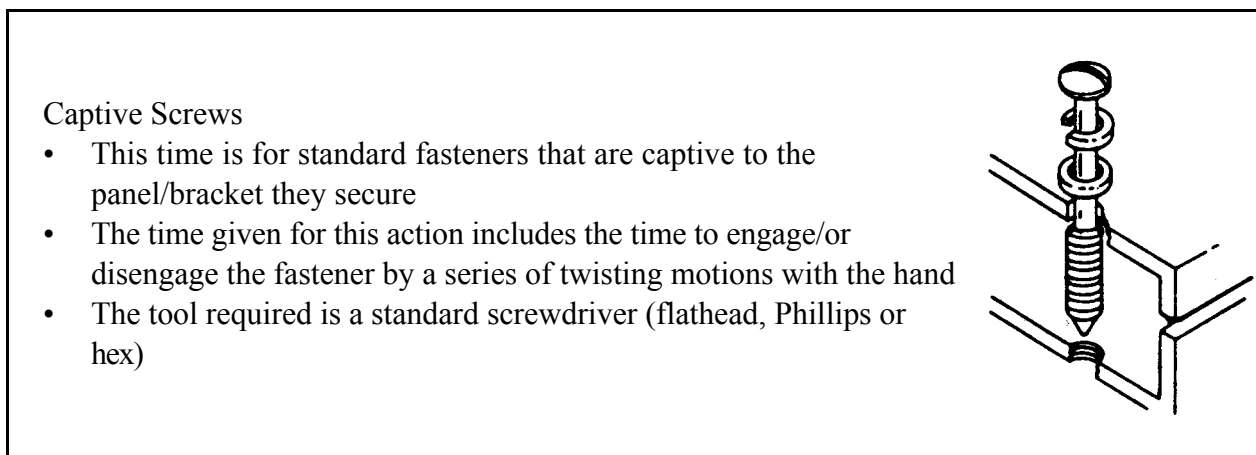 Captive Screws
• This time is for standard fasteners that are captive to the
panel/bracket they secure
• The time given for this action includes the time to engage/or
disengage the fastener by a series of twisting motions with the hand
• The tool required is a standard screwdriver (flathead, Phillips or
hex)